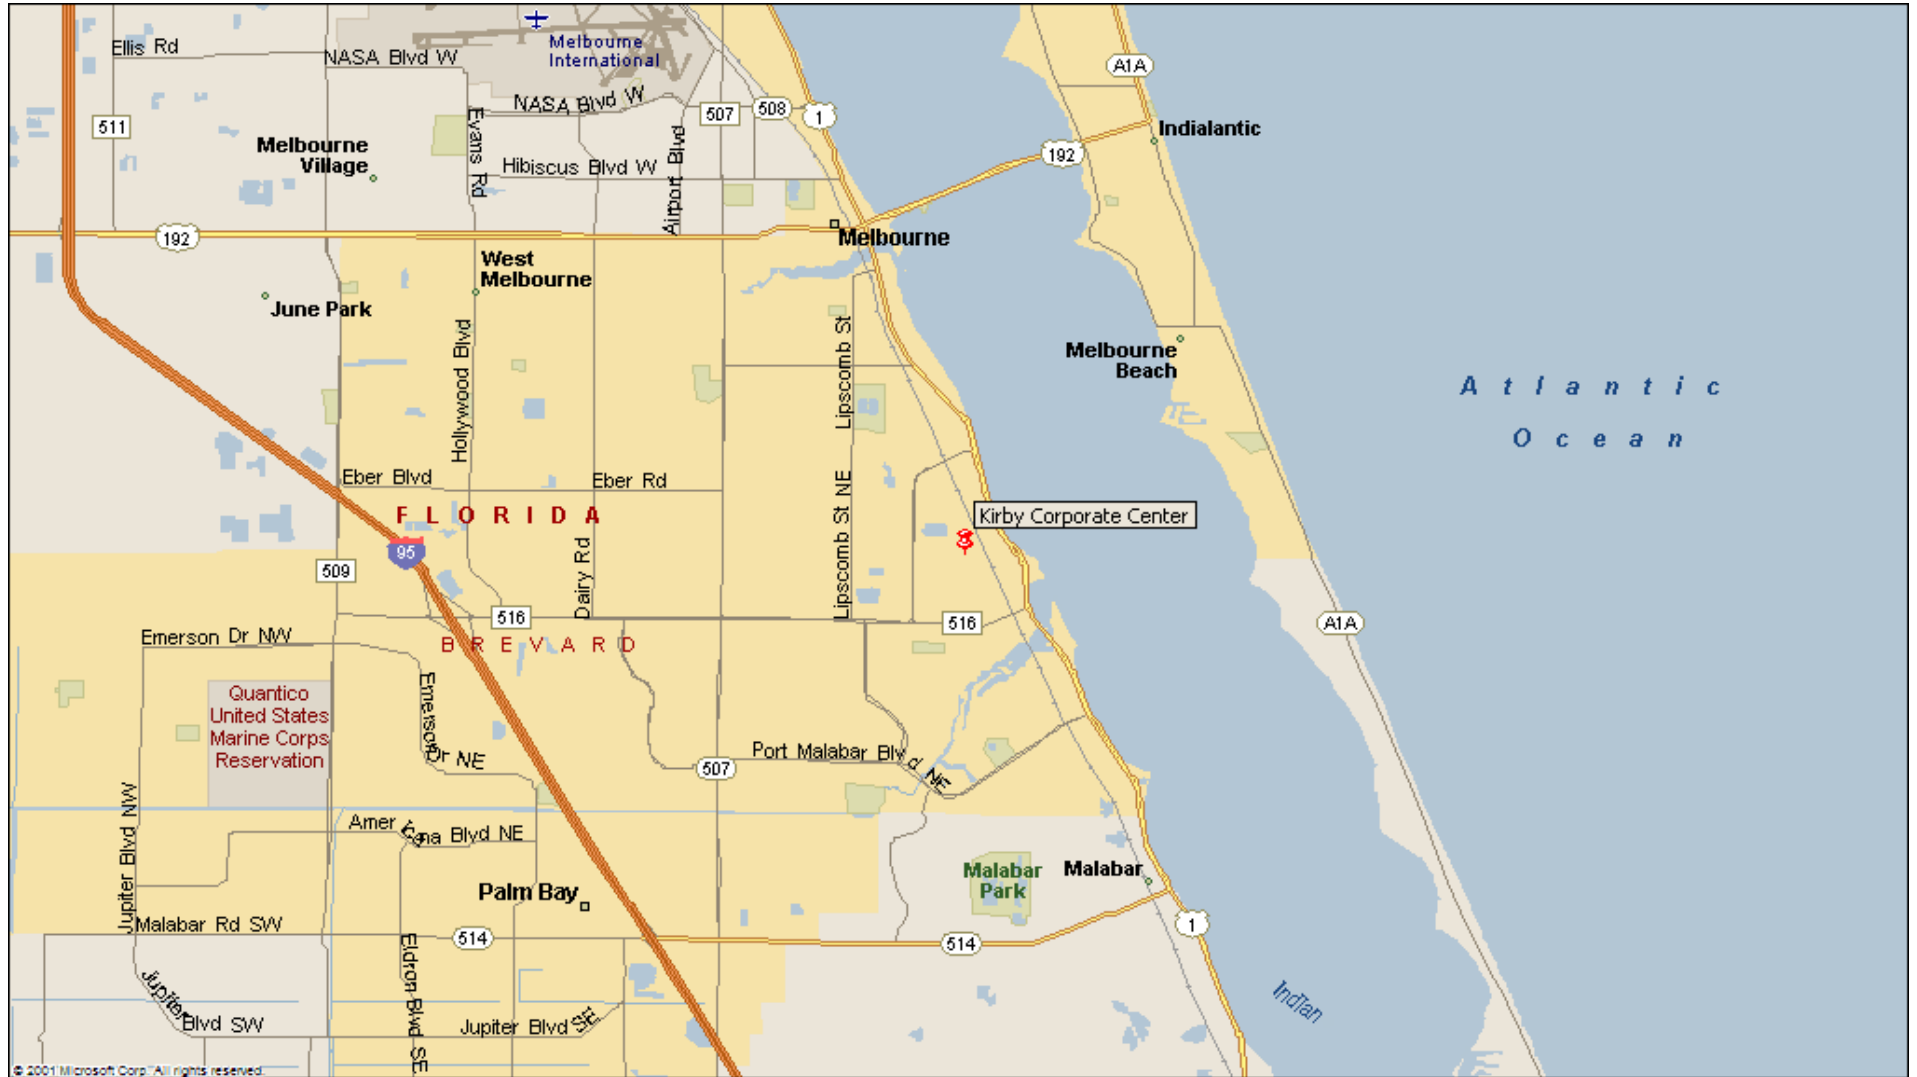 Ellis Rd
NASA Blvd W
Melbourne
International
A1A
NASA Blvd W
507
508
1
511
Evans Rd
Airport Blvd
Indialantic
Melbourne
Village
Hibiscus Blvd W
192
192
Melbourne
West
Melbourne
June Park
Hollywood Blvd
Lipscomb St
Melbourne
Beach
Atlantic
Ocean
Eber Blvd
Eber Rd
Lipscomb St NE
FLORIDA
Kirby Corporate Center
95
509
Dairy Rd
516
516
A1A
Emerson Dr NW
BREVARD
Quantico
United States
Marine Corps
Reservation
Emerson Dr NE
Port Malabar Blvd NE
507
Jupiter Blvd NW
Americana Blvd NE
Malabar
Park
Malabar
Palm Bay
Malabar Rd SW
514
514
1
Eldron Blvd SE
Jupiter Blvd SW
Jupiter Blvd SE
Indian
© 2001 Microsoft Corp. All rights reserved.